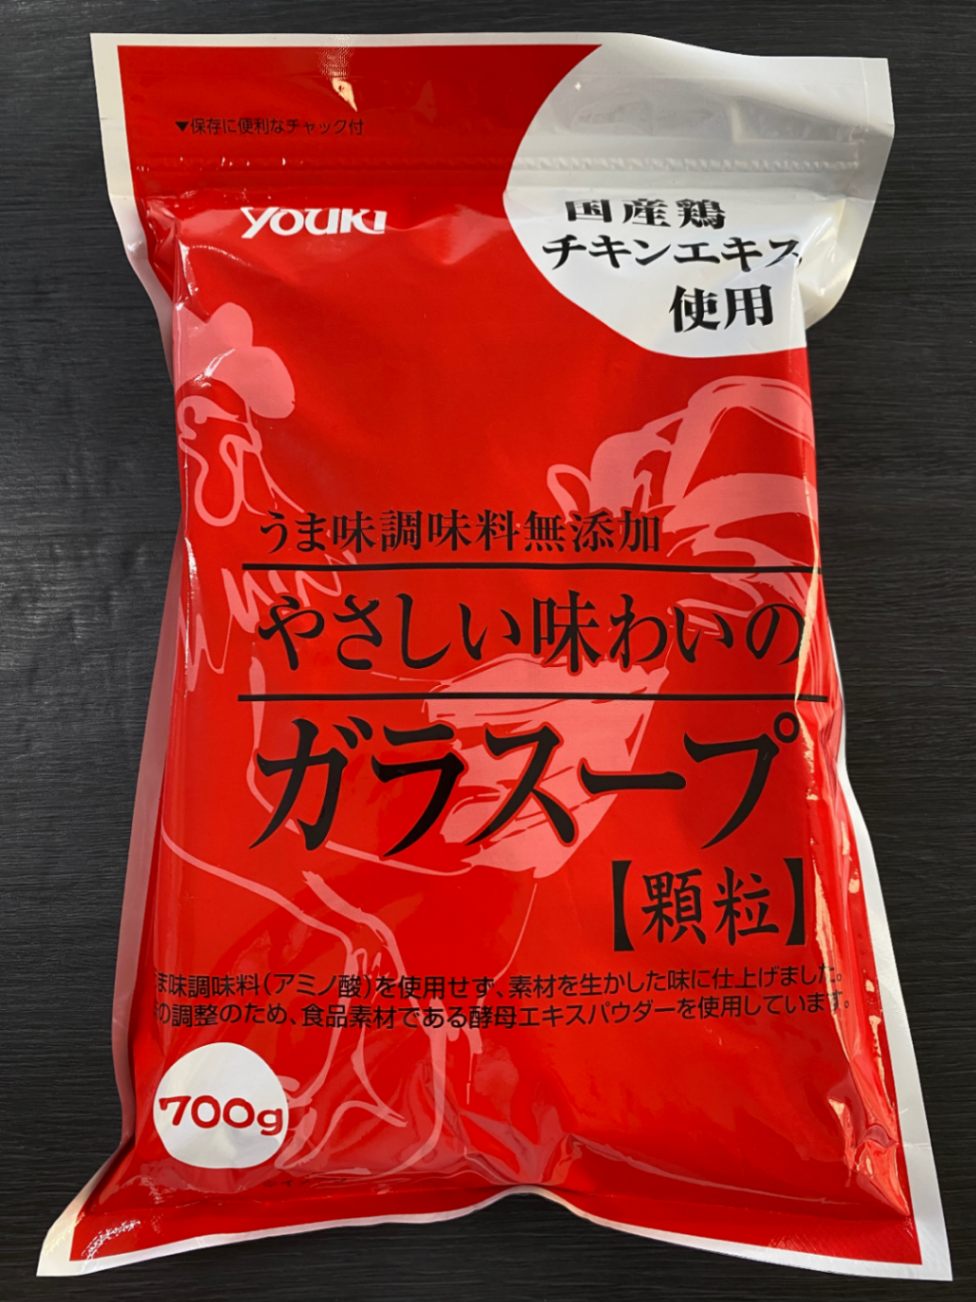 ▼保存に便利なチャック付
YOUKI
国産鶏
チキンエキス
使用
うま味調味料無添加
やさしい味わいの
ガラスープ
【顆粒】
ま味調味料(アミノ酸)を使用せず、素材を生かした味に仕上げました。
の調整のため、食品素材である酵母エキスパウダーを使用しています。
700g